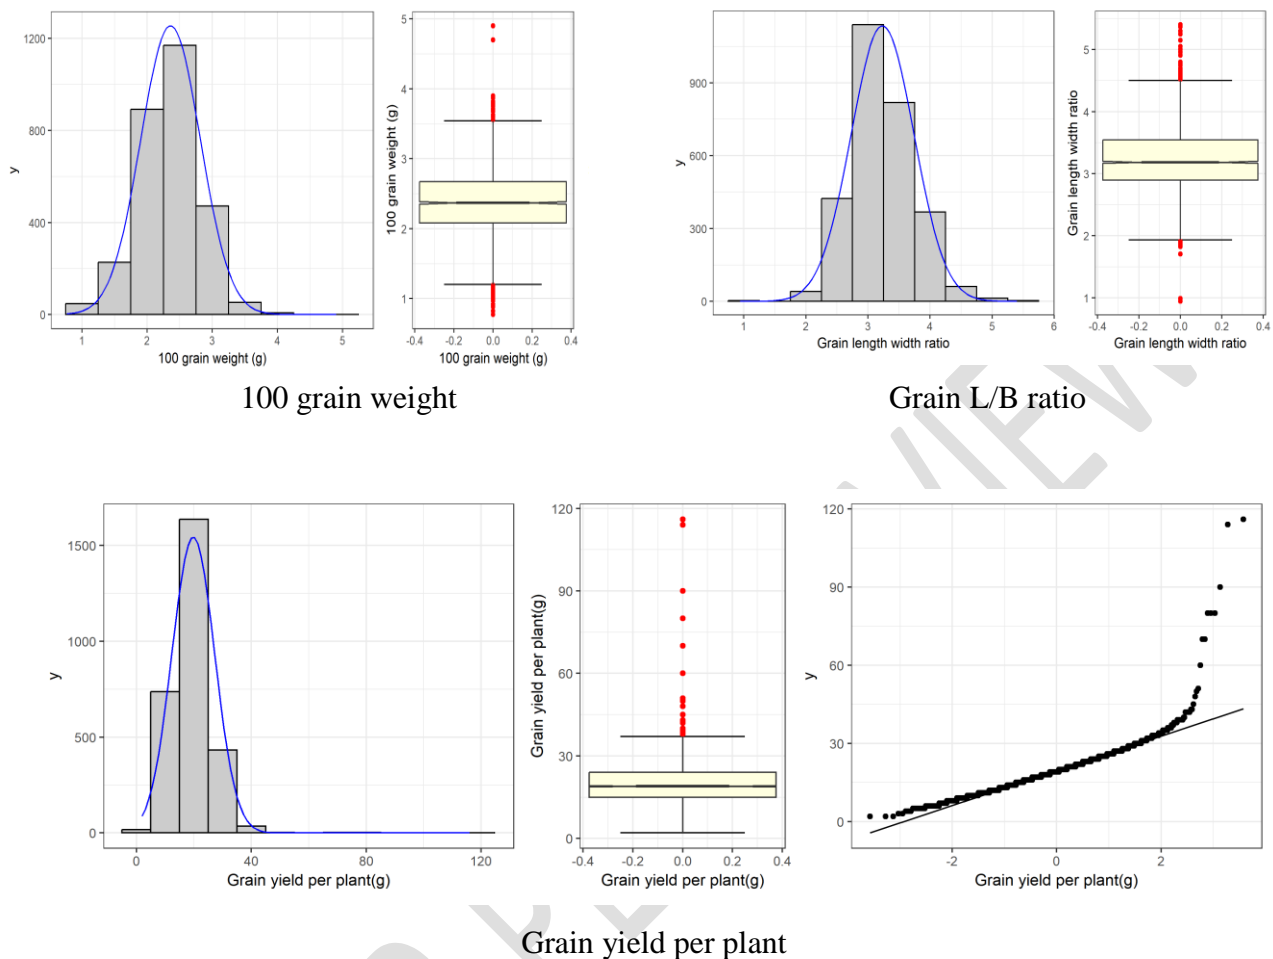 y
1200
800
400
0
1 2 3 4 5
100 grain weight (g)
100 grain weight (g)
5
4
3
2
1
-0.4 -0.2 0.0 0.2 0.4
100 grain weight (g)
y
900
600
300
0
1 2 3 4 5 6
Grain length width ratio
Grain length width ratio
5
4
3
2
1
-0.4 -0.2 0.0 0.2 0.4
Grain length width ratio
100 grain weight
Grain L/B ratio
y
1500
1000
500
0
0 40 80 120
Grain yield per plant(g)
Grain yield per plant(g)
120
90
60
30
0
-0.4 -0.2 0.0 0.2 0.4
Grain yield per plant(g)
y
120
90
60
30
0
-2 0 2
Grain yield per plant(g)
Grain yield per plant